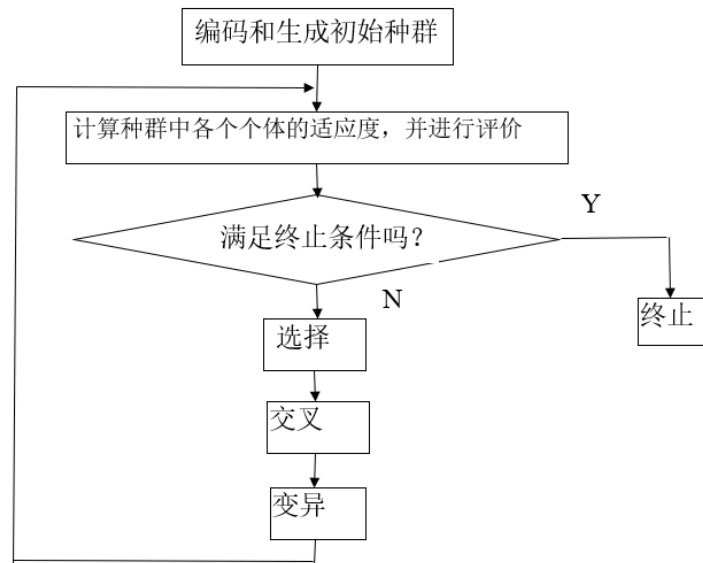 编码和生成初始种群
计算种群中各个个体的适应度，并进行评价
满足终止条件吗？
Y
N
终止
选择
交叉
变异